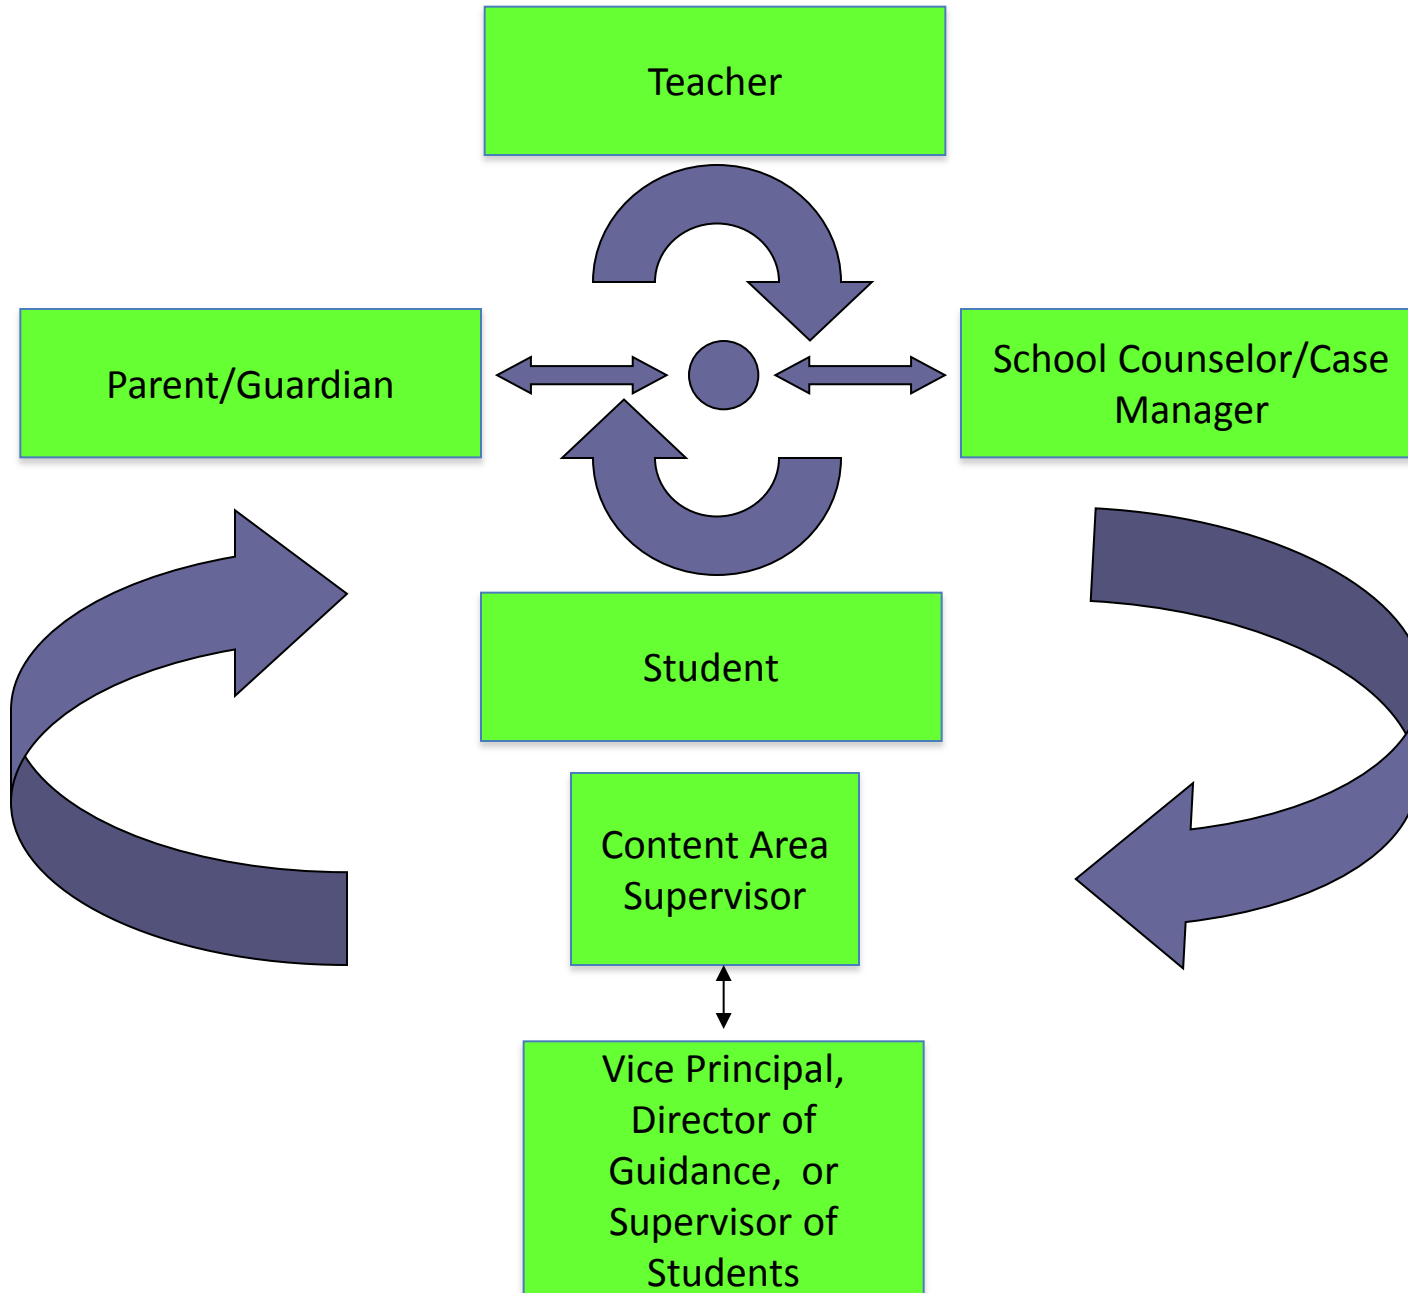 Teacher
Parent/Guardian
School Counselor/Case
Manager
Student
Content Area
Supervisor
Vice Principal,
Director of
Guidance,  or
Supervisor of
Students